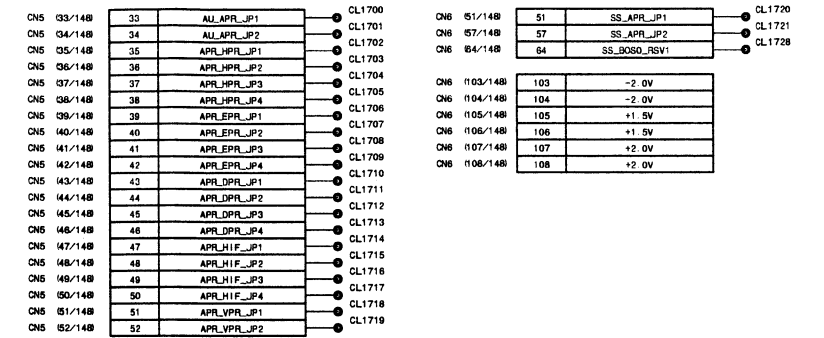 CN5 (33/148) 33 AU_APR_JP1 CL1700
CN5 (34/148) 34 AU_APR_JP2 CL1701
CN5 (35/148) 35 APR_HPR_JP1 CL1702
CN5 (36/148) 36 APR_HPR_JP2 CL1703
CN5 (37/148) 37 APR_HPR_JP3 CL1704
CN5 (38/148) 38 APR_HPR_JP4 CL1705
CN5 (39/148) 39 APR_EPR_JP1 CL1706
CN5 (40/148) 40 APR_EPR_JP2 CL1707
CN5 (41/148) 41 APR_EPR_JP3 CL1708
CN5 (42/148) 42 APR_EPR_JP4 CL1709
CN5 (43/148) 43 APR_DPR_JP1 CL1710
CN5 (44/148) 44 APR_DPR_JP2 CL1711
CN5 (45/148) 45 APR_DPR_JP3 CL1712
CN5 (46/148) 46 APR_DPR_JP4 CL1713
CN5 (47/148) 47 APR_HIF_JP1 CL1714
CN5 (48/148) 48 APR_HIF_JP2 CL1715
CN5 (49/148) 49 APR_HIF_JP3 CL1716
CN5 (50/148) 50 APR_HIF_JP4 CL1717
CN5 (51/148) 51 APR_VPR_JP1 CL1718
CN5 (52/148) 52 APR_VPR_JP2 CL1719
CN6 (51/148) 51 SS_APR_JP1 CL1720
CN6 (57/148) 57 SS_APR_JP2 CL1721
CN6 (64/148) 64 SS_BOSO_RSV1 CL1728
CN6 (103/148) 103 -2.0V
CN6 (104/148) 104 -2.0V
CN6 (105/148) 105 +1.5V
CN6 (106/148) 106 +1.5V
CN6 (107/148) 107 +2.0V
CN6 (108/148) 108 +2.0V